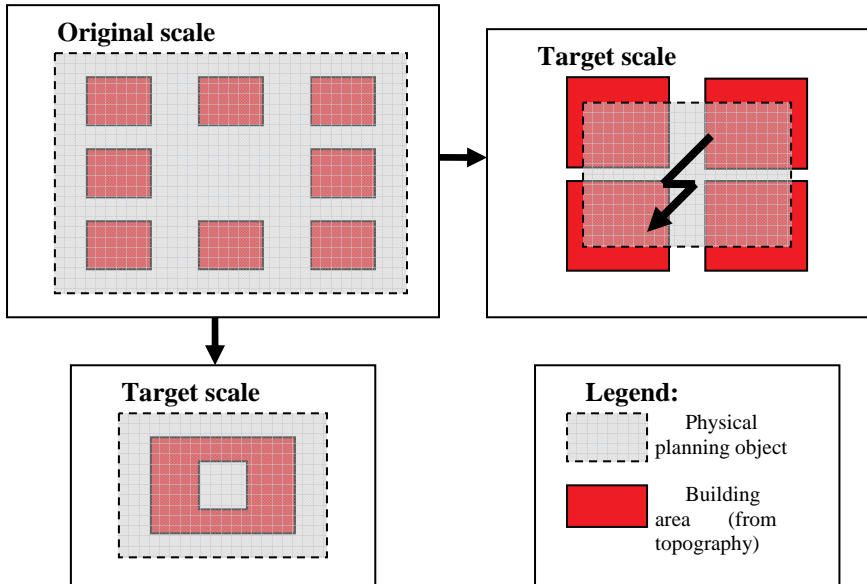 Original scale
Target scale
Target scale
Legend:
Physical
planning object
Building
area (from
topography)